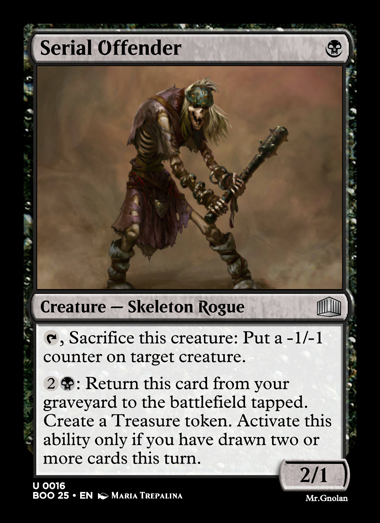 Serial Offender
Creature — Skeleton Rogue
, Sacrifice this creature: Put a -1/-1
counter on target creature.
2 : Return this card from your
graveyard to the battlefield tapped.
Create a Treasure token. Activate this
ability only if you have drawn two or
more cards this turn.
2/1
U 0016
BOO 25 • EN Maria Trepalina
Mr.Gnolan